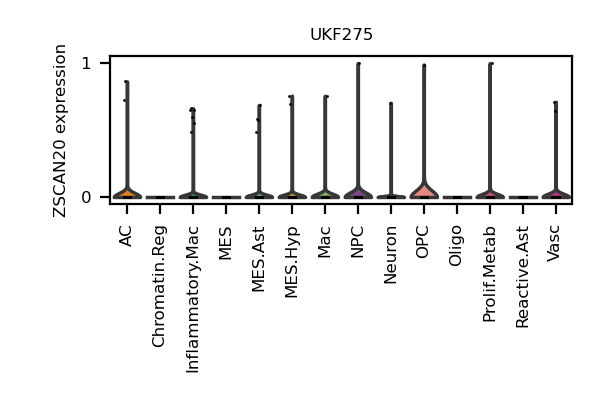 UKF275
ZSCAN20 expression
1
0
AC
Chromatin.Reg
Inflammatory.Mac
MES
MES.Ast
MES.Hyp
Mac
NPC
Neuron
OPC
Oligo
Prolif.Metab
Reactive.Ast
Vasc